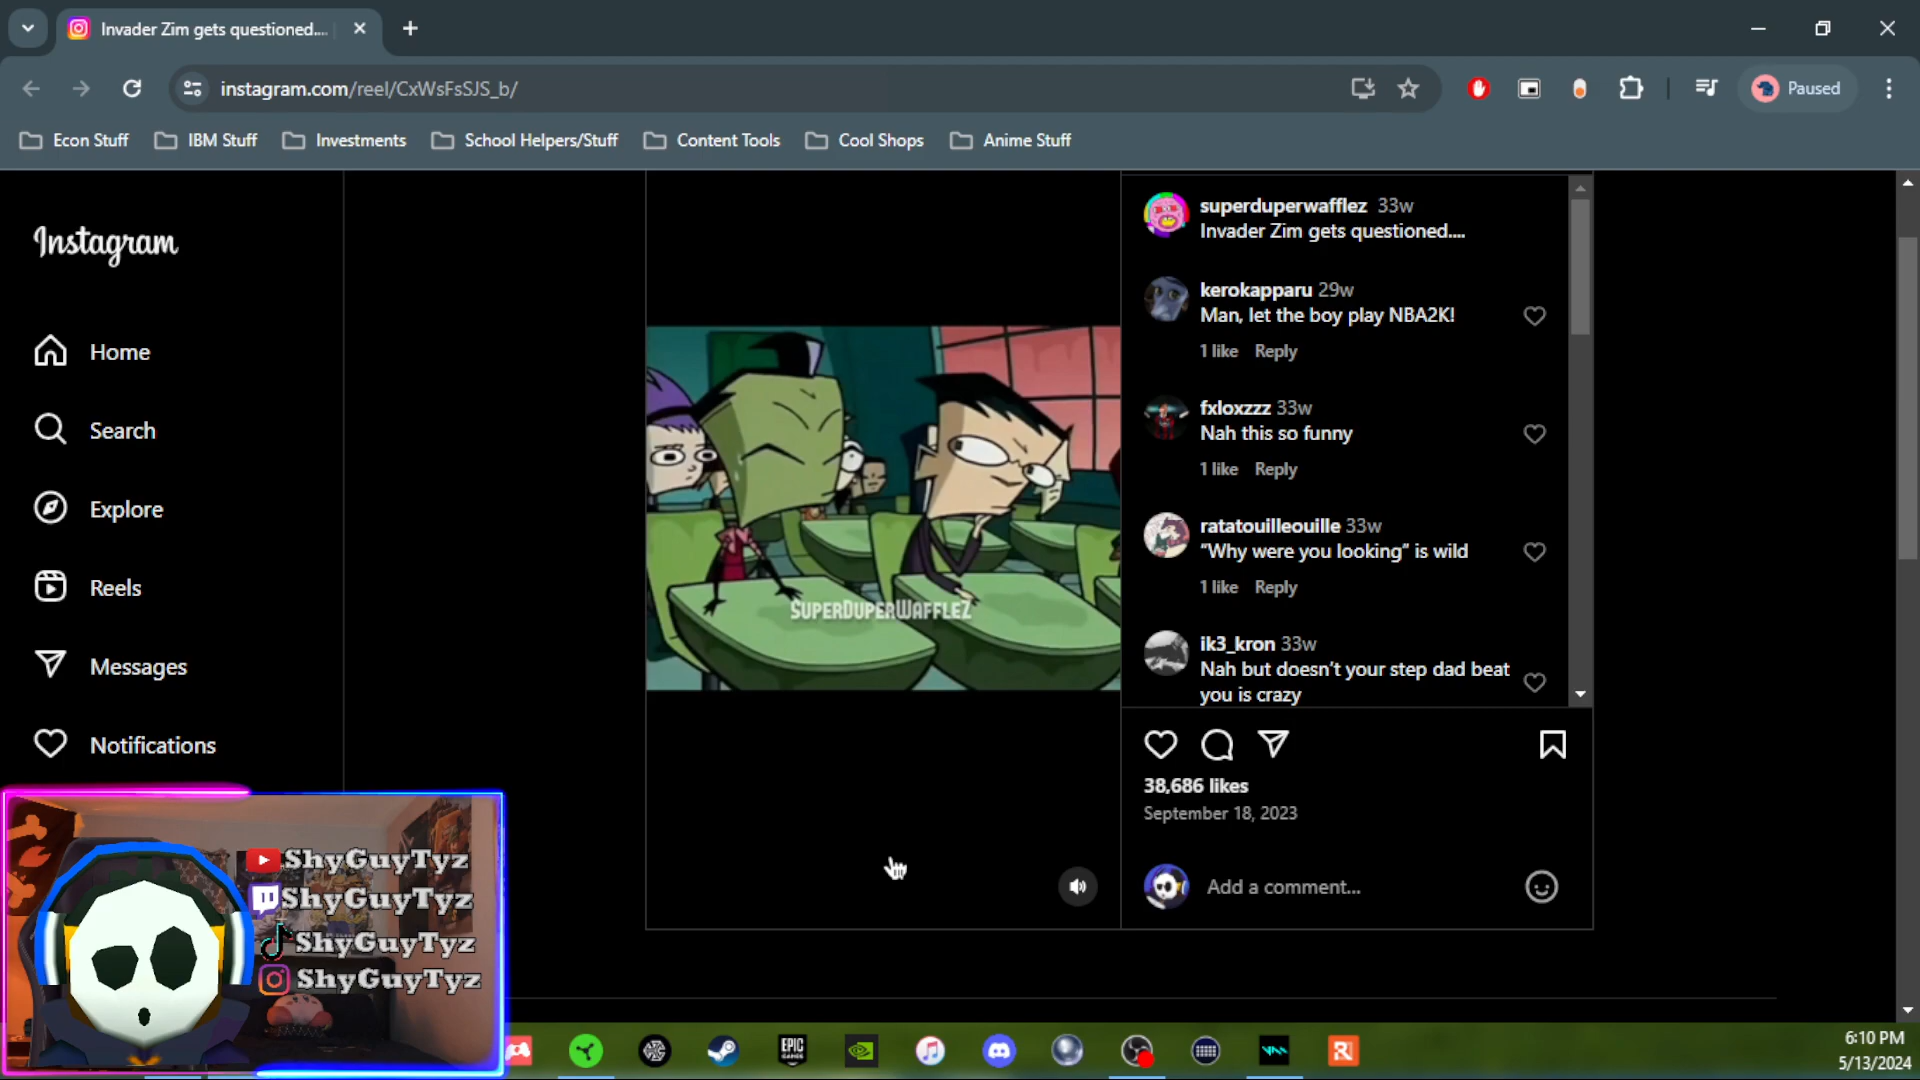 Invader Zim gets questioned....
instagram.com/reel/CxWsFsSJS_b/
Paused
Econ Stuff
IBM Stuff
Investments
School Helpers/Stuff
Content Tools
Cool Shops
Anime Stuff
Instagram
Home
Search
Explore
Reels
Messages
Notifications
SuperDuperWaffleZ
superduperwafflez 33w
Invader Zim gets questioned....
kerokapparu 29w
Man, let the boy play NBA2K!
1 like Reply
fxloxzzz 33w
Nah this so funny
1 like Reply
ratatouilleouille 33w
“Why were you looking” is wild
1 like Reply
ik3_kron 33w
Nah but doesn’t your step dad beat
you is crazy
38,686 likes
September 18, 2023
Add a comment...
ShyGuyTyz
ShyGuyTyz
ShyGuyTyz
ShyGuyTyz
EPIC
GAMES
6:10 PM
5/13/2024